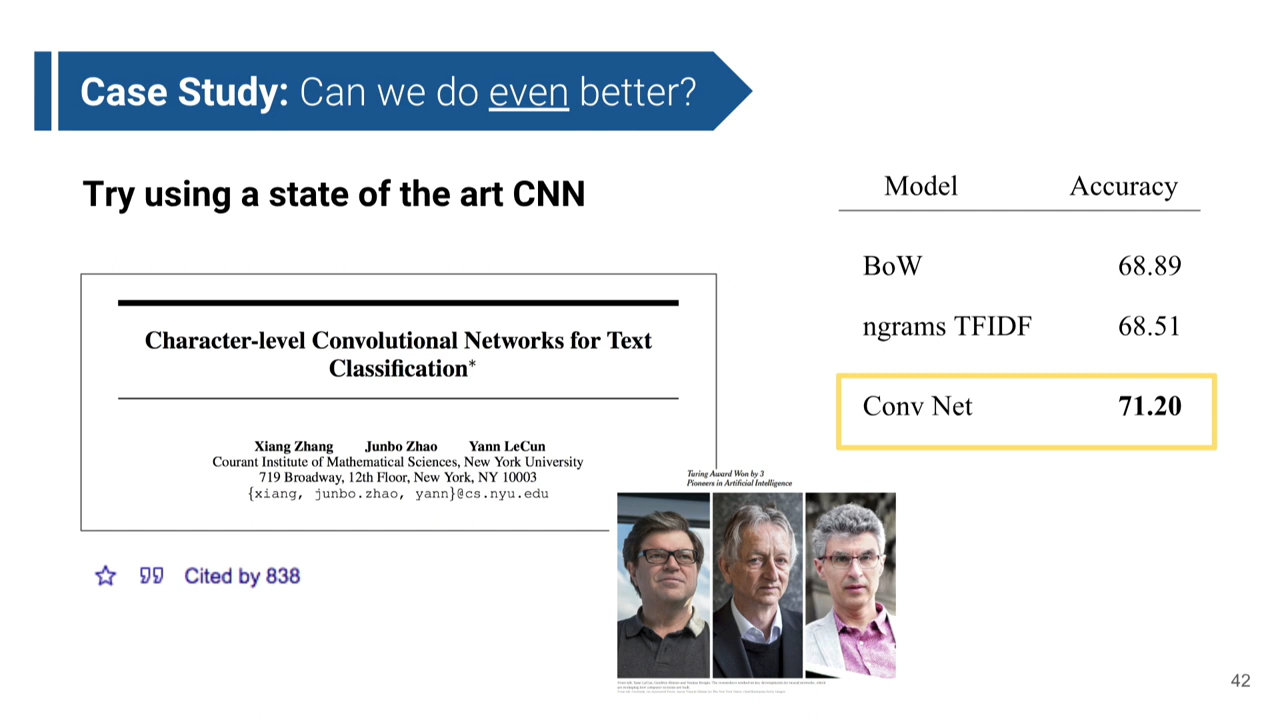 Case Study: Can we do even better?
Try using a state of the art CNN
Character-level Convolutional Networks for Text
Classification*
Xiang Zhang Junbo Zhao Yann LeCun
Courant Institute of Mathematical Sciences, New York University
719 Broadway, 12th Floor, New York, NY 10003
{xiang, junbo.zhao, yann}@cs.nyu.edu
Cited by 838
Turing Award Won by 3
Pioneers in Artificial Intelligence
Model Accuracy
BoW 68.89
ngrams TFIDF 68.51
Conv Net 71.20
42